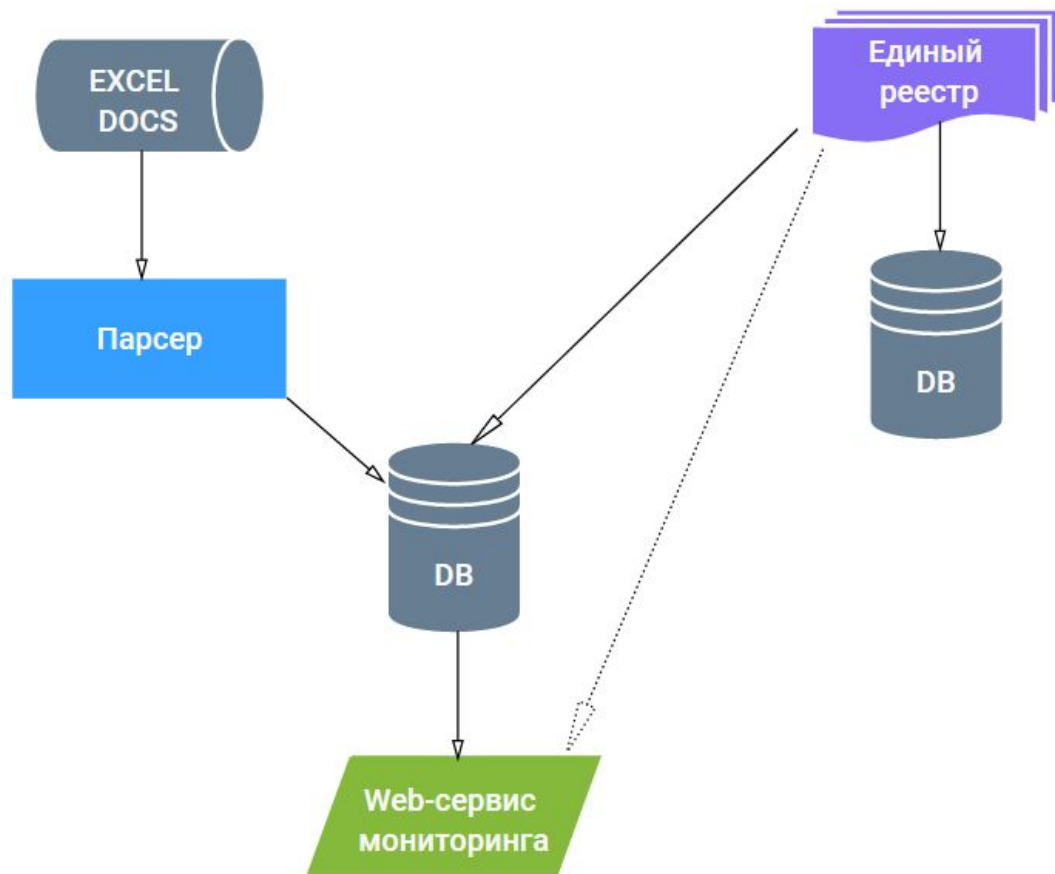 EXCEL
DOCS
Единый
реестр
Парсер
DB
DB
Web-сервис
мониторинга